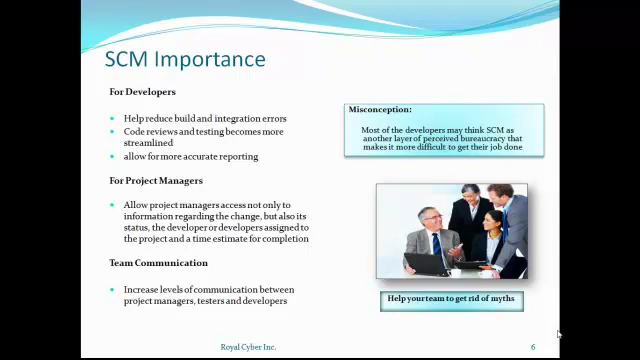 SCM Importance
For Developers
Help reduce build and integration errors
Code reviews and testing becomes more
streamlined
allow for more accurate reporting
For Project Managers
Allow project managers access not only to
information regarding the change, but also its
status, the developer or developers assigned to
the project and a time estimate for completion
Team Communication
Increase levels of communication between
project managers, testers and developers
Misconception:
Most of the developers may think SCM as
another layer of perceived bureaucracy that
makes it more difficult to get their job done
Help your team to get rid of myths
Royal Cyber Inc.
6